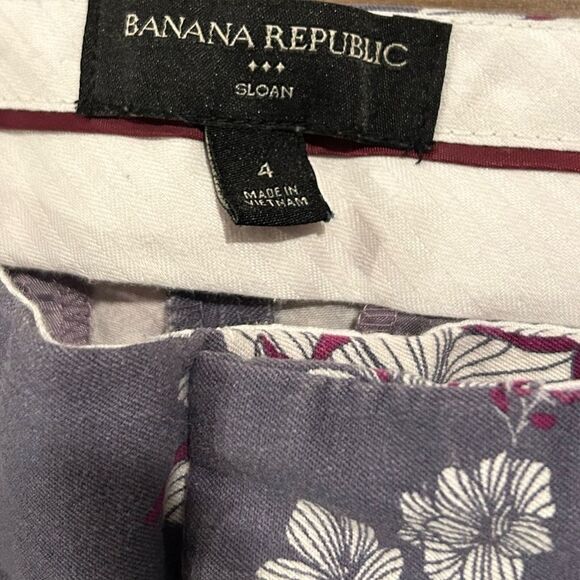 BANANA REPUBLIC
SLOAN
4
MADE IN
VIETNAM